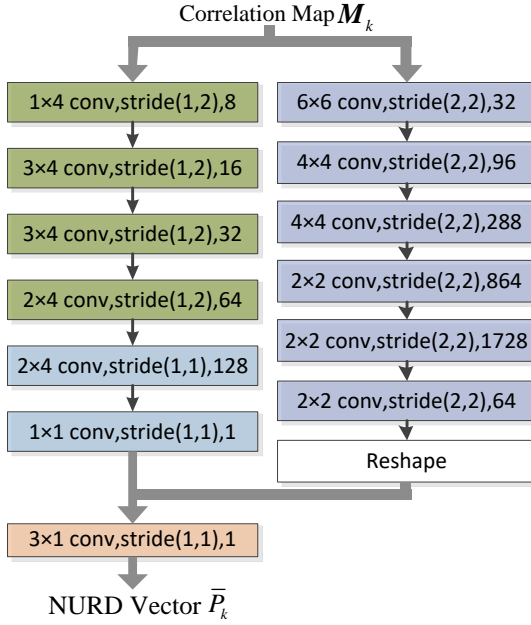 Correlation Map M_k
1×4 conv,stride(1,2),8
3×4 conv,stride(1,2),16
3×4 conv,stride(1,2),32
2×4 conv,stride(1,2),64
2×4 conv,stride(1,1),128
1×1 conv,stride(1,1),1
6×6 conv,stride(2,2),32
4×4 conv,stride(2,2),96
4×4 conv,stride(2,2),288
2×2 conv,stride(2,2),864
2×2 conv,stride(2,2),1728
2×2 conv,stride(2,2),64
Reshape
3×1 conv,stride(1,1),1
NURD Vector P̅_k